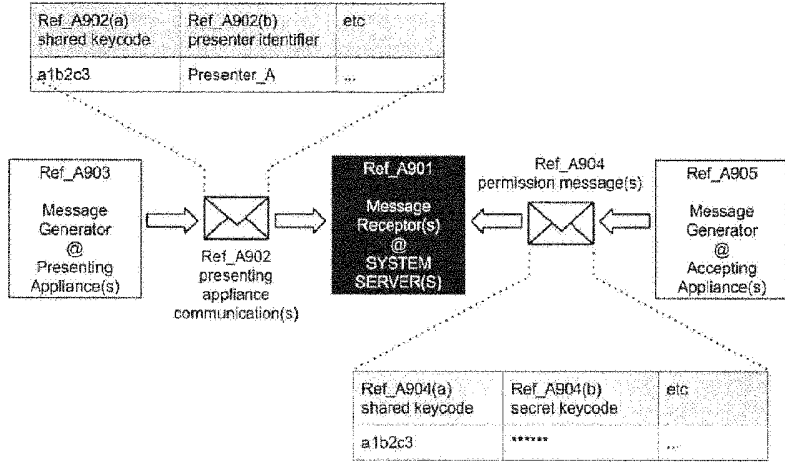 Ref_A902(a) Ref_A902(b) etc
shared keycode presenter identifier
a1b2c3 Presenter_A ...
Ref_A903
Message
Generator
@
Presenting
Appliance(s)
Ref_A902
presenting
appliance
communication(s)
Ref_A901
Message
Receptor(s)
@
SYSTEM
SERVER(S)
Ref_A904
permission message(s)
Ref_A905
Message
Generator
@
Accepting
Appliance(s)
Ref_A904(a) Ref_A904(b) etc
shared keycode secret keycode
a1b2c3 ****** ...